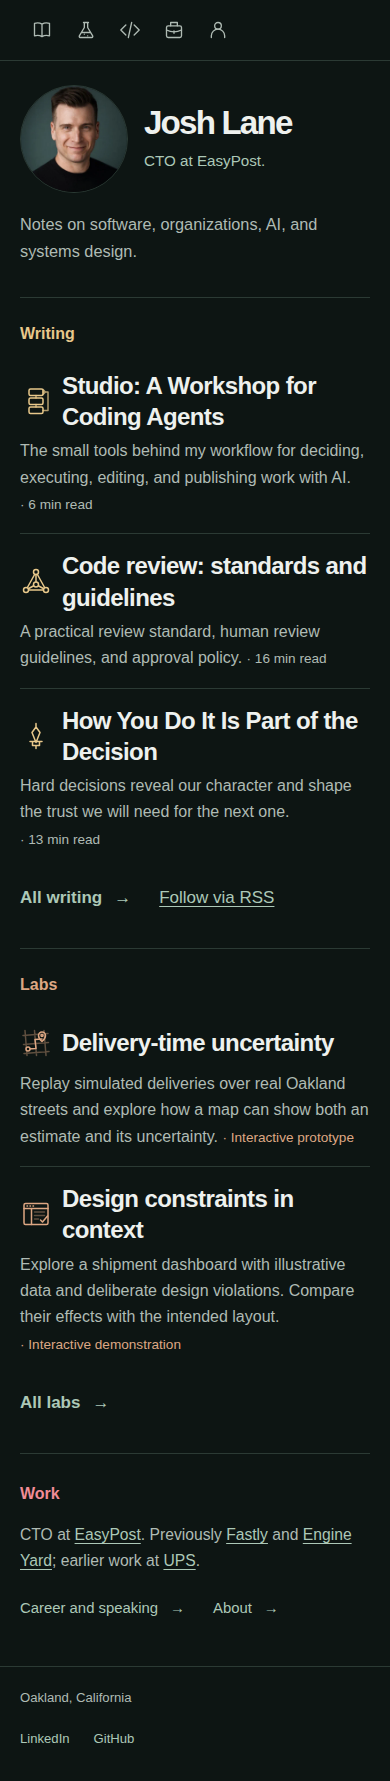 Josh Lane
CTO at EasyPost.
Notes on software, organizations, AI, and
systems design.
Writing
Studio: A Workshop for
Coding Agents
The small tools behind my workflow for deciding,
executing, editing, and publishing work with AI.
· 6 min read
Code review: standards and
guidelines
A practical review standard, human review
guidelines, and approval policy. · 16 min read
How You Do It Is Part of the
Decision
Hard decisions reveal our character and shape
the trust we will need for the next one.
· 13 min read
All writing → Follow via RSS
Labs
Delivery-time uncertainty
Replay simulated deliveries over real Oakland
streets and explore how a map can show both an
estimate and its uncertainty. · Interactive prototype
Design constraints in
context
Explore a shipment dashboard with illustrative
data and deliberate design violations. Compare
their effects with the intended layout.
· Interactive demonstration
All labs →
Work
CTO at EasyPost. Previously Fastly and Engine
Yard; earlier work at UPS.
Career and speaking → About →
Oakland, California
LinkedIn GitHub